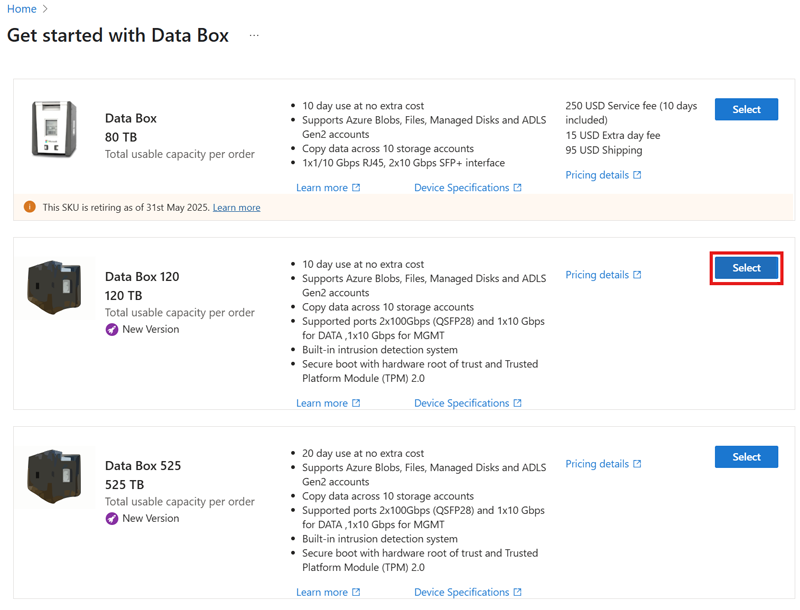 Home
Get started with Data Box ...
Data Box
80 TB
Total usable capacity per order
10 day use at no extra cost
Supports Azure Blobs, Files, Managed Disks and ADLS
Gen2 accounts
Copy data across 10 storage accounts
1x1/10 Gbps RJ45, 2x10 Gbps SFP+ interface
Learn more
Device Specifications
250 USD Service fee (10 days
included)
15 USD Extra day fee
95 USD Shipping
Pricing details
Select
This SKU is retiring as of 31st May 2025. Learn more
Data Box 120
120 TB
Total usable capacity per order
New Version
10 day use at no extra cost
Supports Azure Blobs, Files, Managed Disks and ADLS
Gen2 accounts
Copy data across 10 storage accounts
Supported ports 2x100Gbps (QSFP28) and 1x10 Gbps
for DATA ,1x10 Gbps for MGMT
Built-in intrusion detection system
Secure boot with hardware root of trust and Trusted
Platform Module (TPM) 2.0
Learn more
Device Specifications
Pricing details
Select
Data Box 525
525 TB
Total usable capacity per order
New Version
20 day use at no extra cost
Supports Azure Blobs, Files, Managed Disks and ADLS
Gen2 accounts
Copy data across 10 storage accounts
Supported ports 2x100Gbps (QSFP28) and 1x10 Gbps
for DATA ,1x10 Gbps for MGMT
Built-in intrusion detection system
Secure boot with hardware root of trust and Trusted
Platform Module (TPM) 2.0
Learn more
Device Specifications
Pricing details
Select